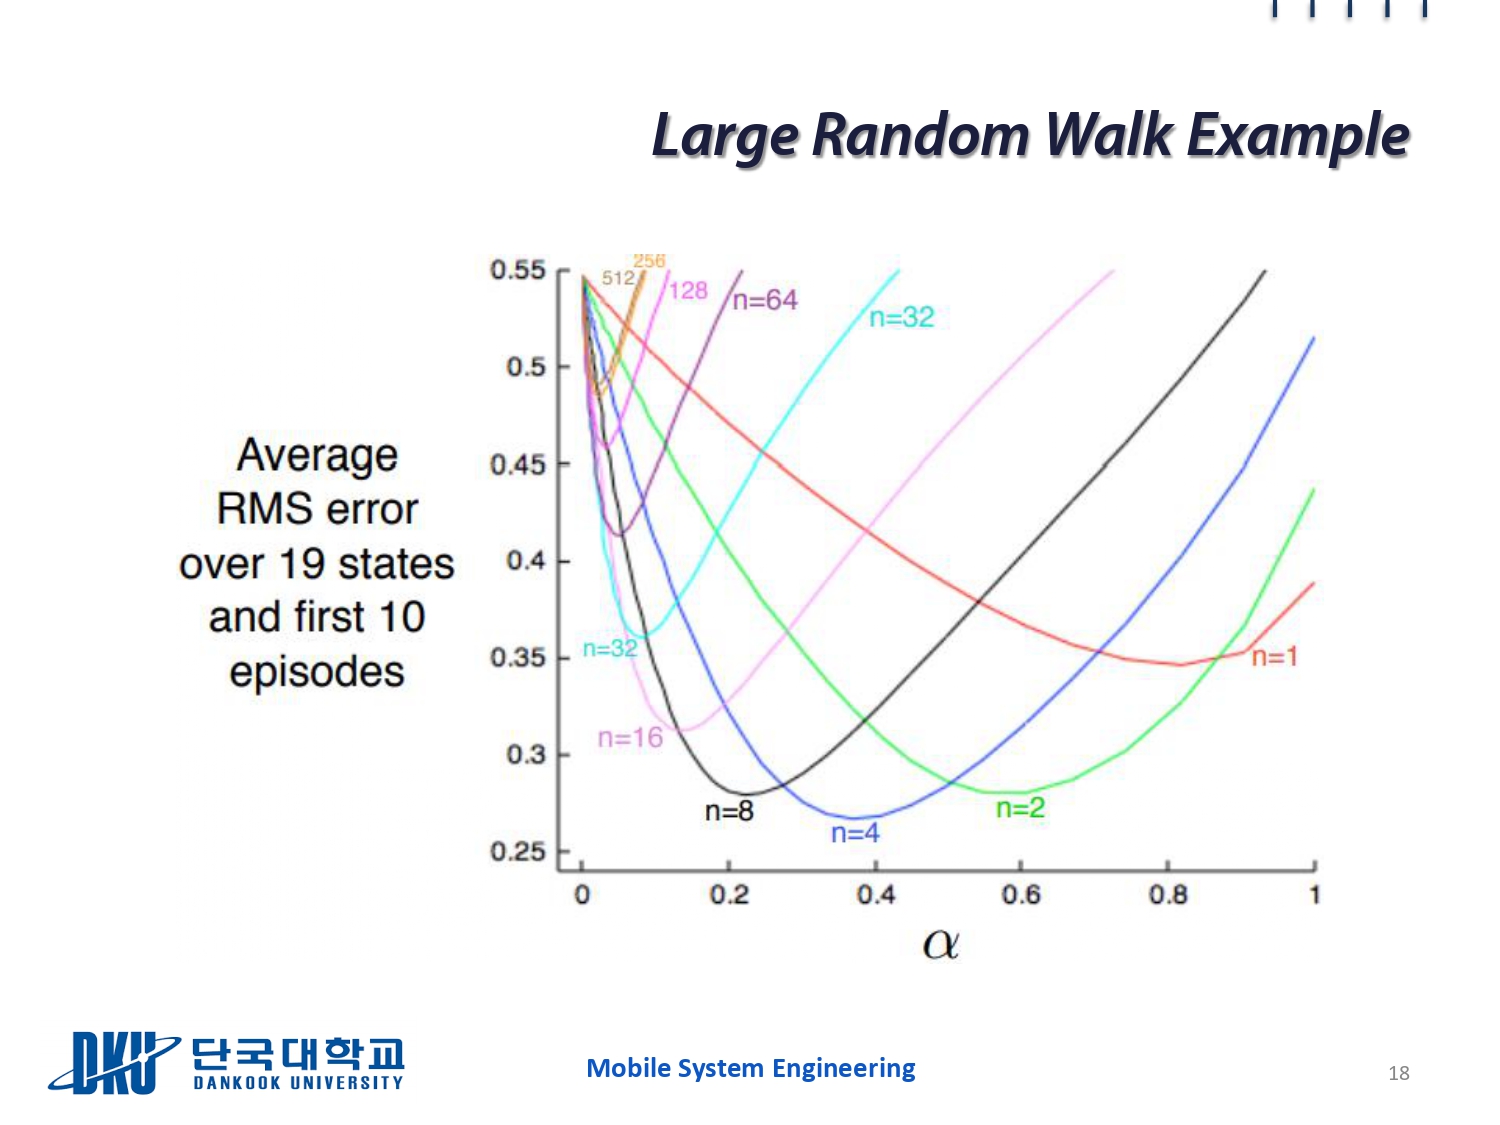 Large Random Walk Example
Average
RMS error
over 19 states
and first 10
episodes
0.55
0.5
0.45
0.4
0.35
0.3
0.25
256
512
128
n=64
n=32
n=32
n=16
n=8
n=4
n=2
n=1
0 0.2 0.4 0.6 0.8 1
α
DKU 단국대학교
DANKOOK UNIVERSITY
Mobile System Engineering
18